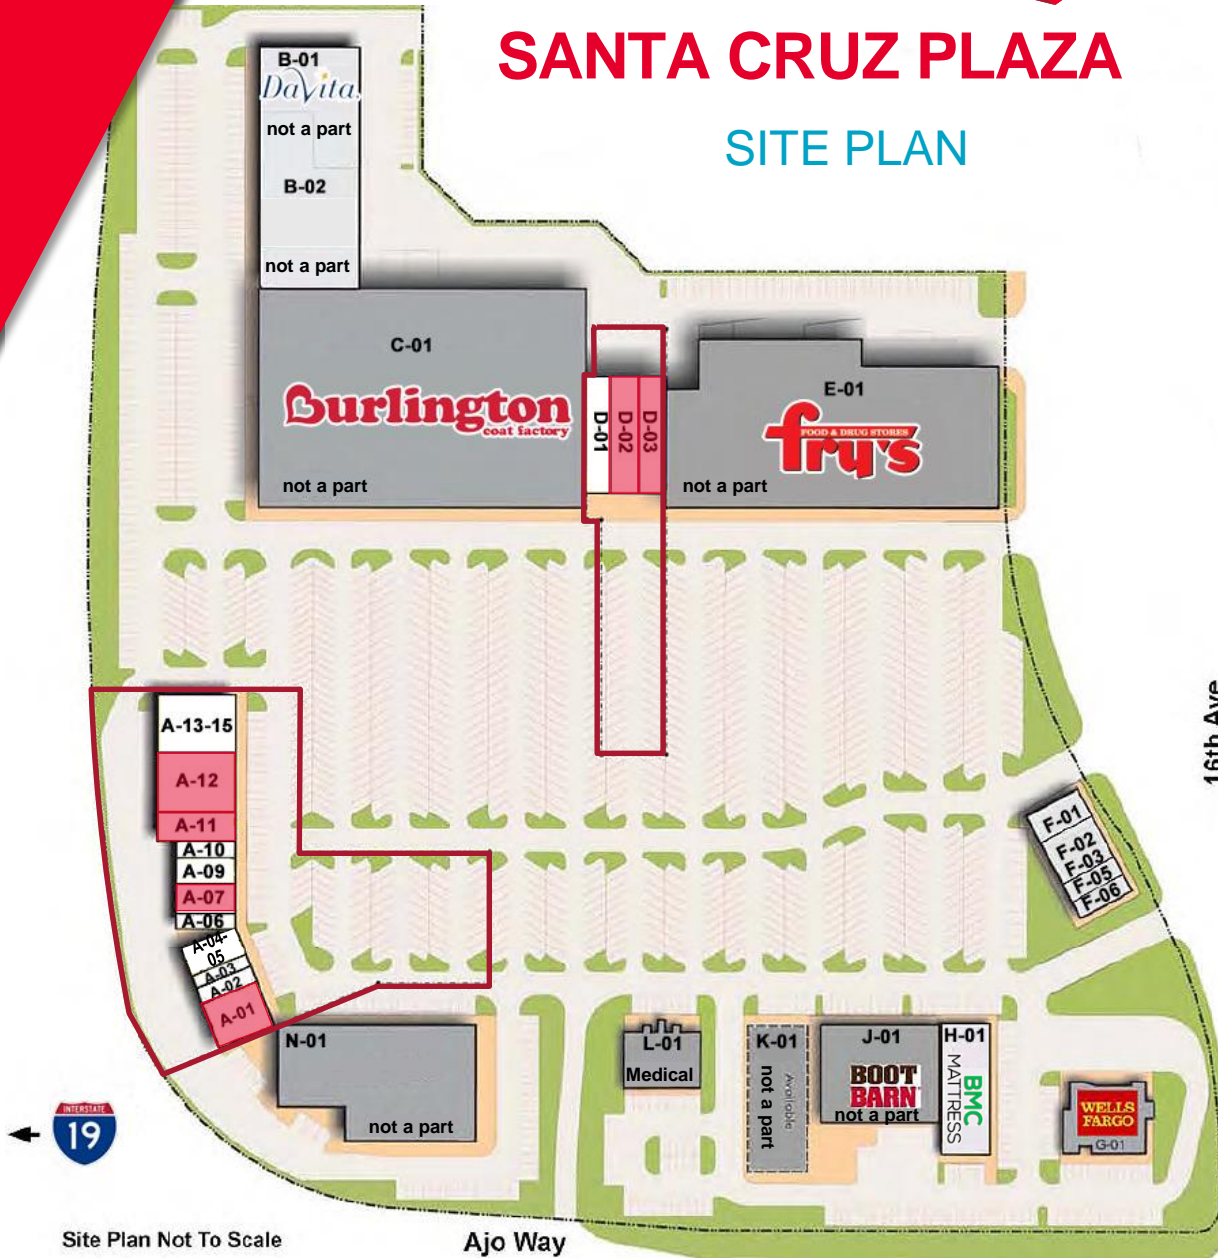 SANTA CRUZ PLAZA
SITE PLAN
B-01
DaVita.
not a part
B-02
not a part
C-01
Burlington
coat factory
not a part
D-01
D-02
D-03
E-01
FOOD & DRUG STORES
fry's
not a part
16th Ave
A-13-15
A-12
A-11
A-10
A-09
A-07
A-06
A-04-
05
A-03
A-02
A-01
F-01
F-02
F-03
F-05
F-06
N-01
not a part
L-01
Medical
K-01
Available
not a part
J-01
BOOT
BARN
not a part
H-01
BMC
MATTRESS
WELLS
FARGO
G-01
INTERSTATE
19
Site Plan Not To Scale
Ajo Way